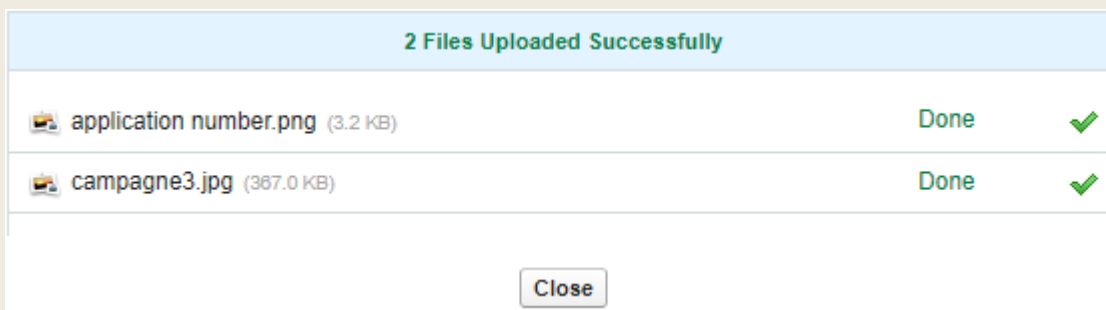 2 Files Uploaded Successfully
application number.png (3.2 KB) Done
campagne3.jpg (367.0 KB) Done
Close